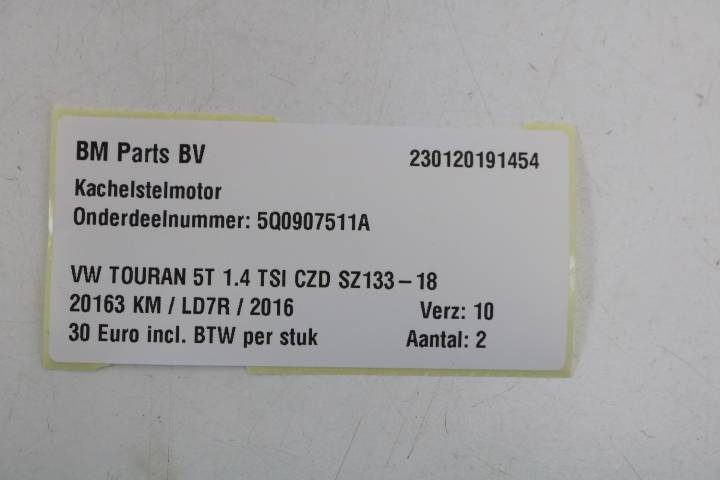 BM Parts BV 230120191454
Kachelstelmotor
Onderdeelnummer: 5Q0907511A
VW TOURAN 5T 1.4 TSI CZD SZ133-18
20163 KM / LD7R / 2016 Verz: 10
30 Euro incl. BTW per stuk Aantal: 2